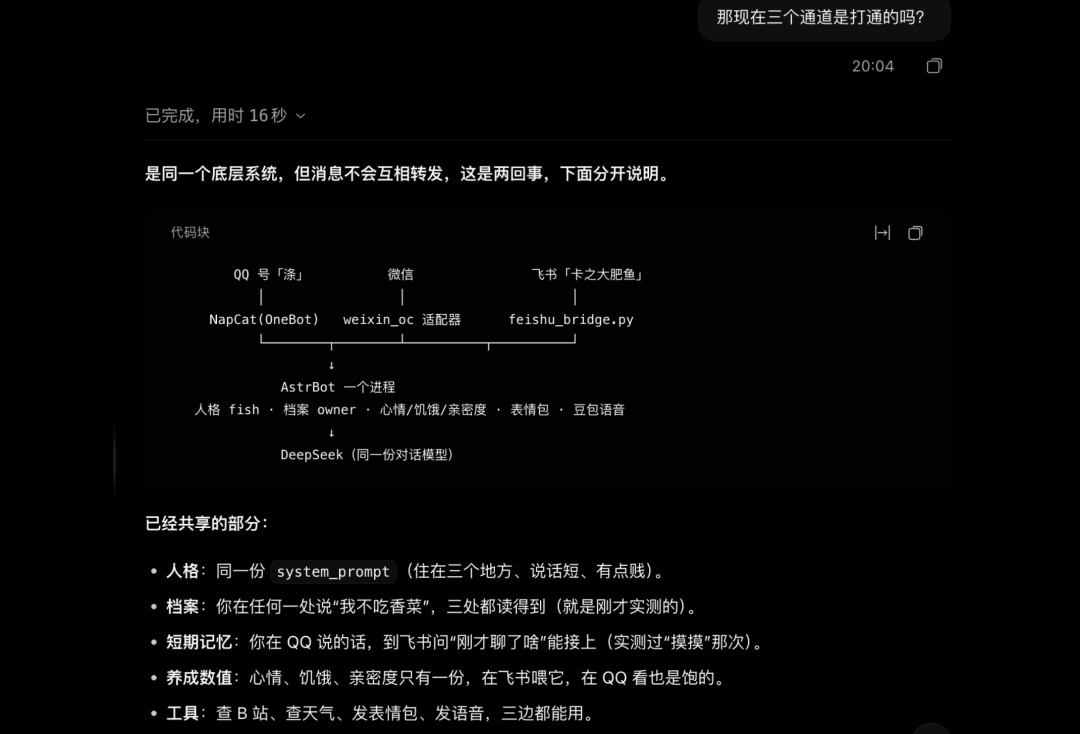 那现在三个通道是打通的吗?
20:04
已完成，用时 16 秒
是同一个底层系统，但消息不会互相转发，这是两回事，下面分开说明。
代码块
QQ 号「涤」 微信 飞书「卡之大肥鱼」
NapCat(OneBot) weixin_oc 适配器 feishu_bridge.py
↓
AstrBot 一个进程
人格 fish · 档案 owner · 心情/饥饿/亲密度 · 表情包 · 豆包语音
↓
DeepSeek (同一份对话模型)
已经共享的部分：
• 人格：同一份 system_prompt（住在三个地方、说话短、有点贱）。
• 档案：你在任何一处说“我不吃香菜”，三处都读得到（就是刚才实测的）。
• 短期记忆：你在 QQ 说的话，到飞书问“刚才聊了啥”能接上（实测过“摸摸”那次）。
• 养成数值：心情、饥饿、亲密度只有一份，在飞书喂它，在 QQ 看也是饱的。
• 工具：查 B 站、查天气、发表情包、发语音，三边都能用。